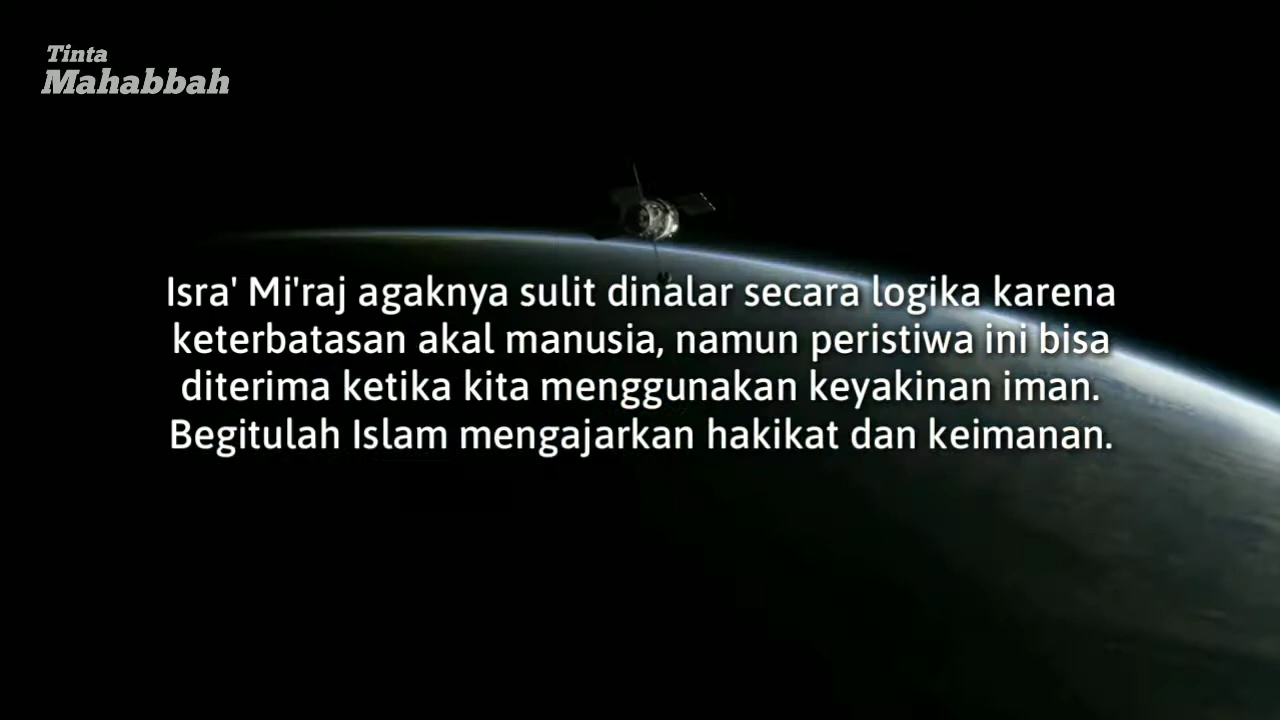 Tinta
Mahabbah
Isra' Mi'raj agaknya sulit dinalar secara logika karena
keterbatasan akal manusia, namun peristiwa ini bisa
diterima ketika kita menggunakan keyakinan iman.
Begitulah Islam mengajarkan hakikat dan keimanan.